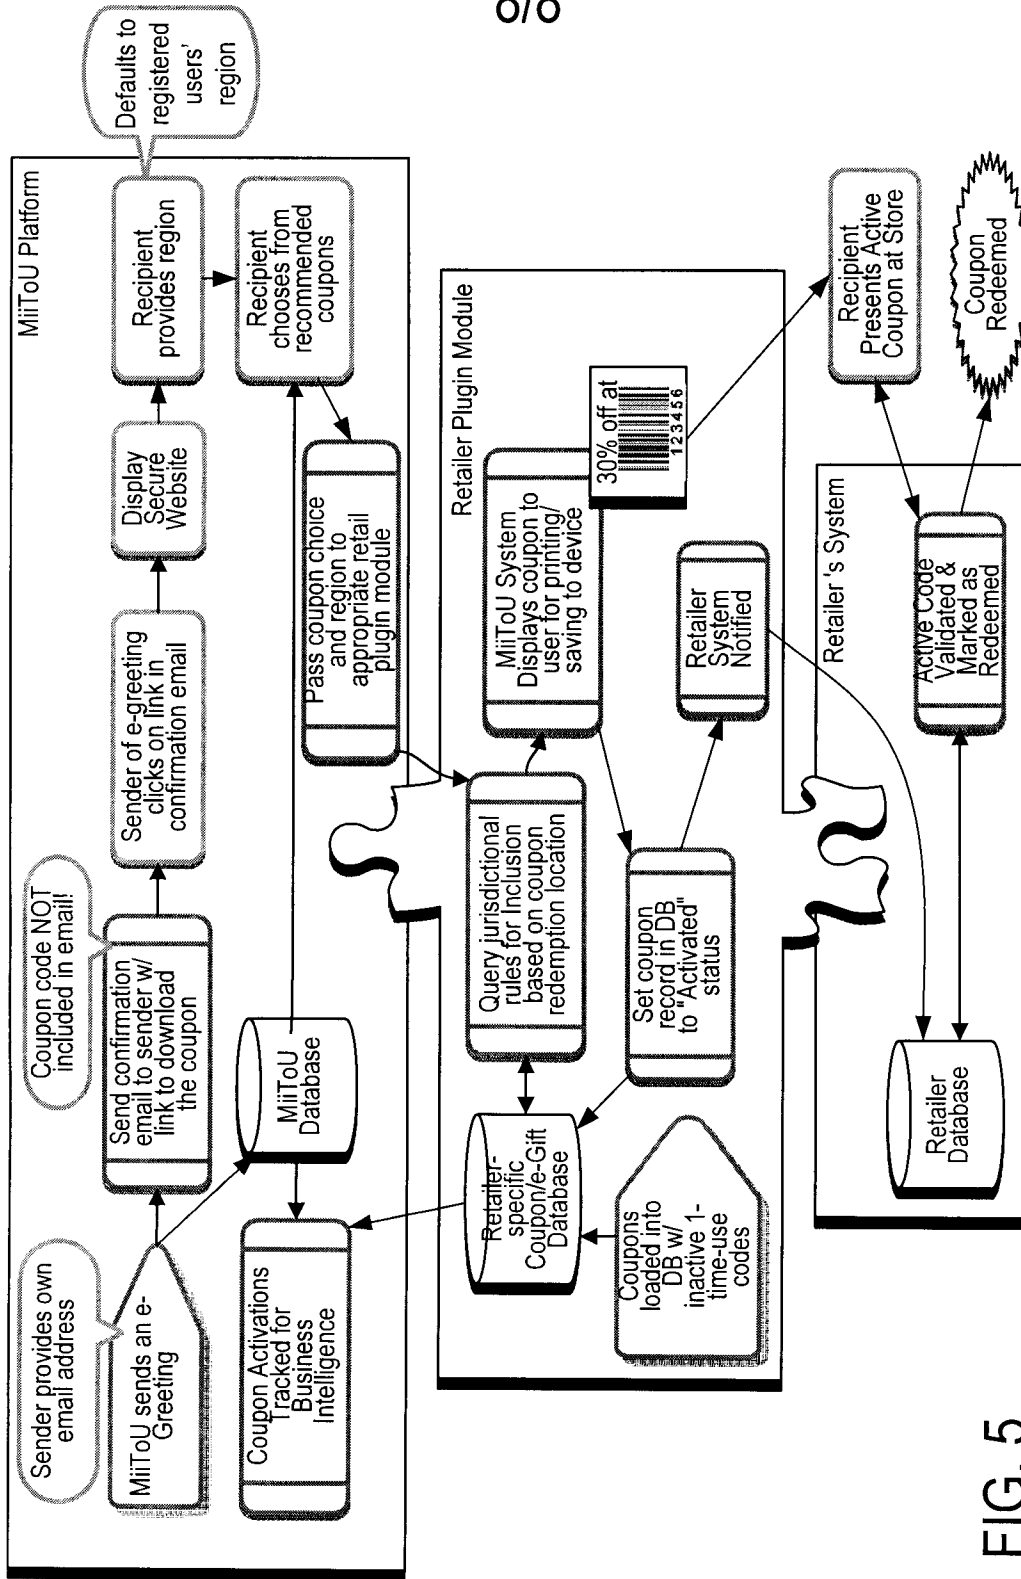 8/8
MiiToU Platform
Sender provides own
email address
MiiToU sends an e-
Greeting
Coupon code NOT
included in email!
Send confirmation
email to sender w/
link to download
the coupon
Sender of e-greeting
clicks on link in
confirmation email
Display
Secure
Website
Recipient
provides region
Defaults to
registered
users'
region
Coupon Activations
Tracked for
Business
Intelligence
MiiToU
Database
Recipient
chooses from
recommended
coupons
Pass coupon choice
and region to
appropriate retail
plugin module
Retailer Plugin Module
Retailer-
specific
Coupon/e-Gift
Database
Query jurisdictional
rules for Inclusion
based on coupon
redemption location
MiiToU System
Displays coupon to
user for printing/
saving to device
30% off at
123456
Coupons
loaded into
DB w/
inactive 1-
time-use
codes
Set coupon
record in DB
to "Activated"
status
Retailer
System
Notified
Retailer 's System
Retailer
Database
Active Code
Validated &
Marked as
Redeemed
Recipient
Presents Active
Coupon at Store
Coupon
Redeemed
FIG. 5